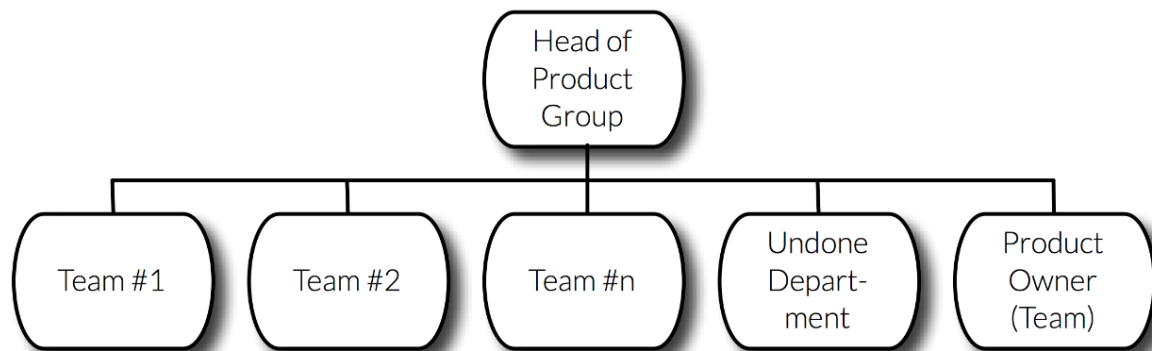 Head of
Product
Group
Team #1
Team #2
Team #n
Undone
Depart-
ment
Product
Owner
(Team)